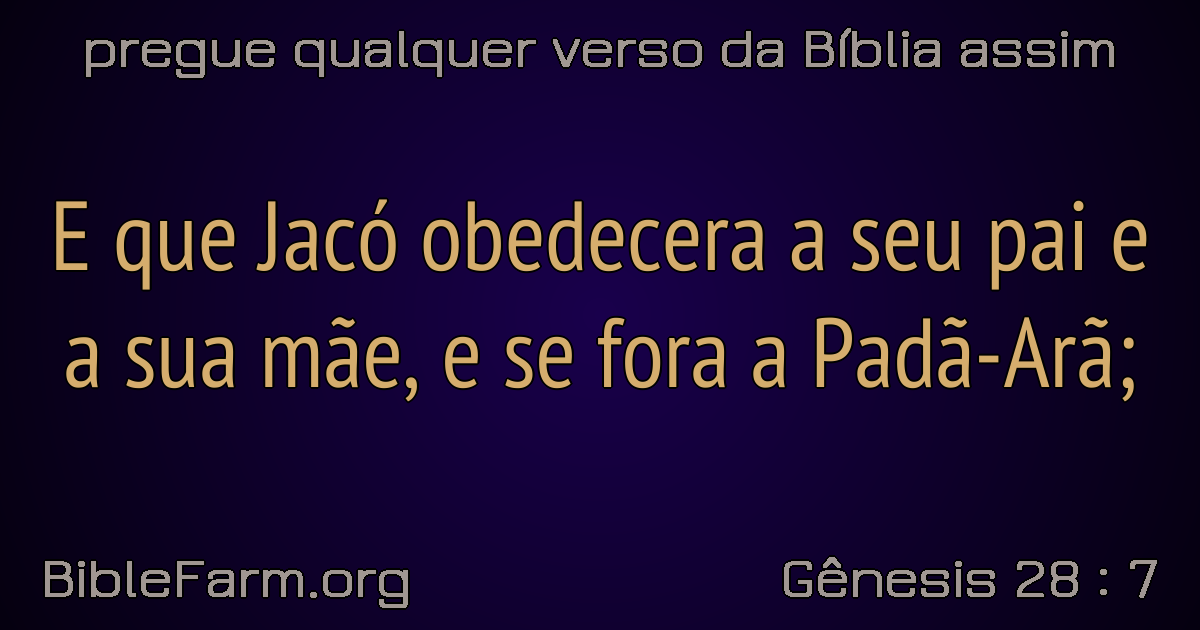 pregue qualquer verso da Bíblia assim
E que Jacó obedecera a seu pai e
a sua mãe, e se fora a Padã-Arã;
BibleFarm.org
Gênesis 28 : 7